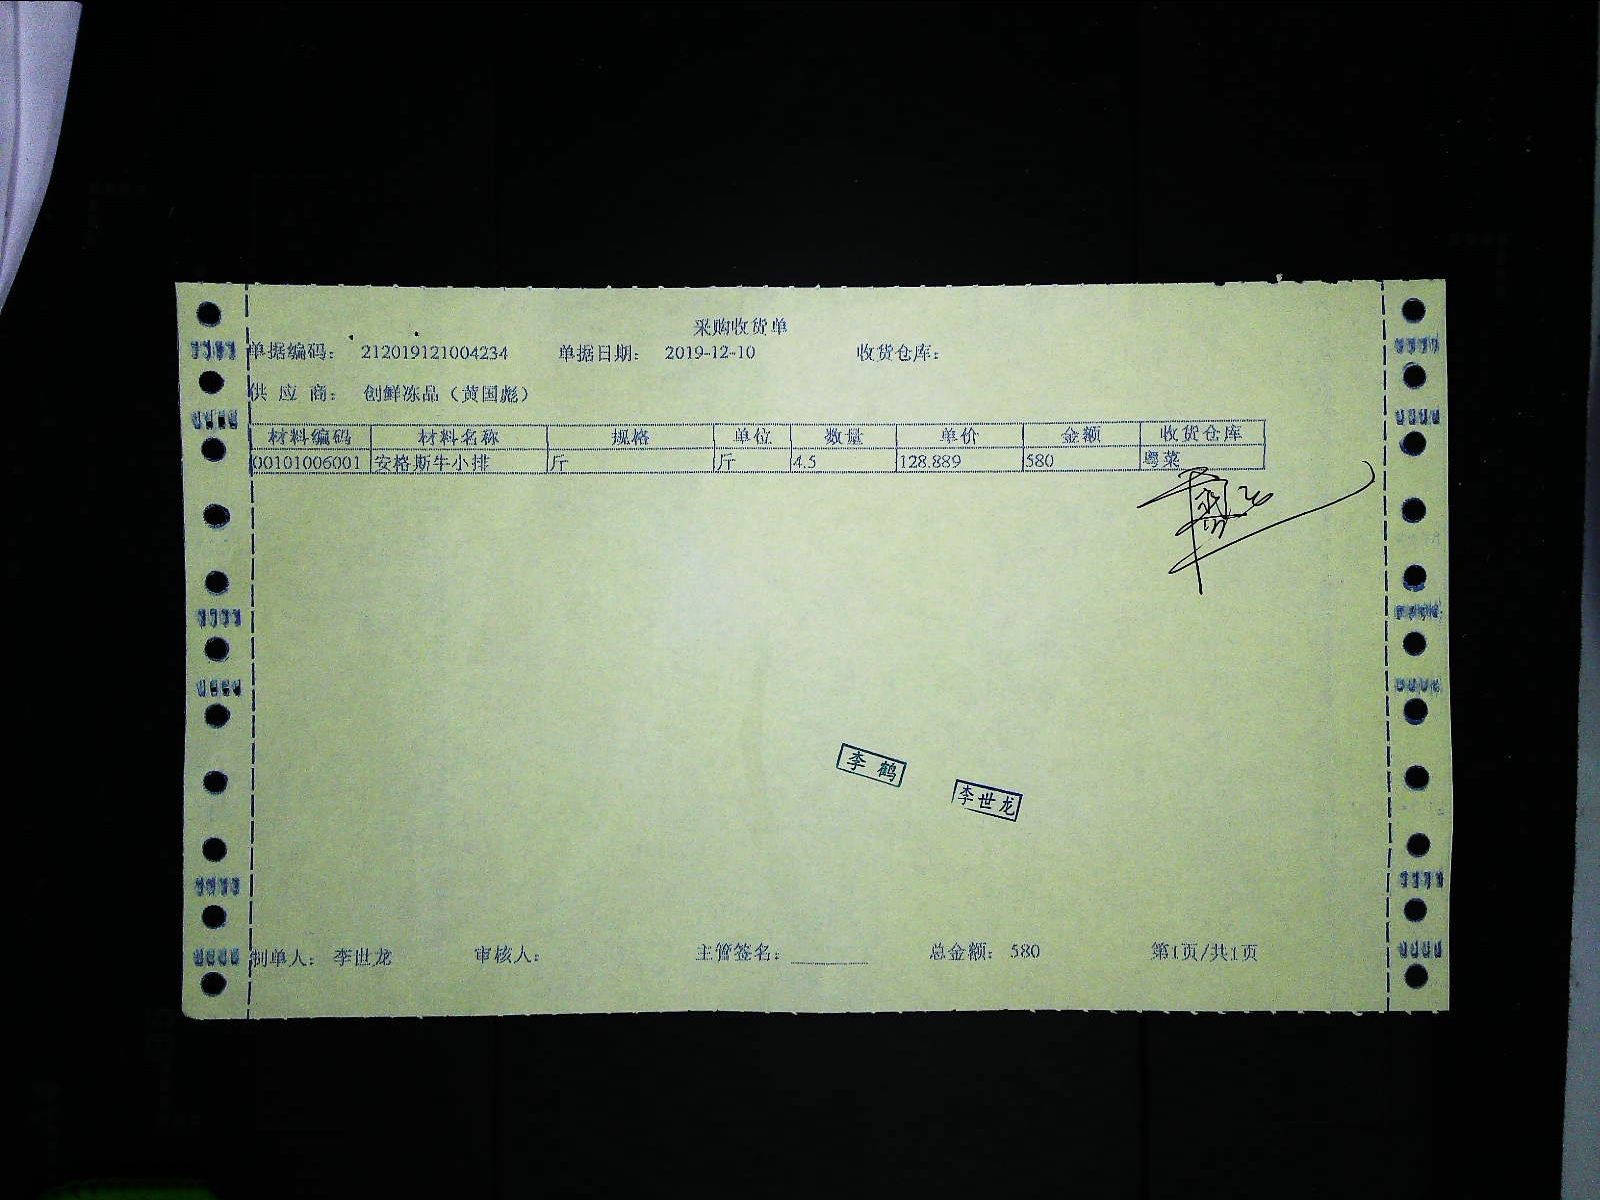 采购收货单
单据编码： 212019121004234 单据日期： 2019-12-10 收货仓库：
供 应 商： 创鲜冻品（黄国彪）
材料编码 材料名称 规格 单位 数量 单价 金额 收货仓库
00101006001 安格斯牛小排 斤 斤 4.5 128.889 580 粤菜
李 鹤
李世龙
制单人： 李世龙 审核人： 主管签名： 总金额： 580 第1页/共1页